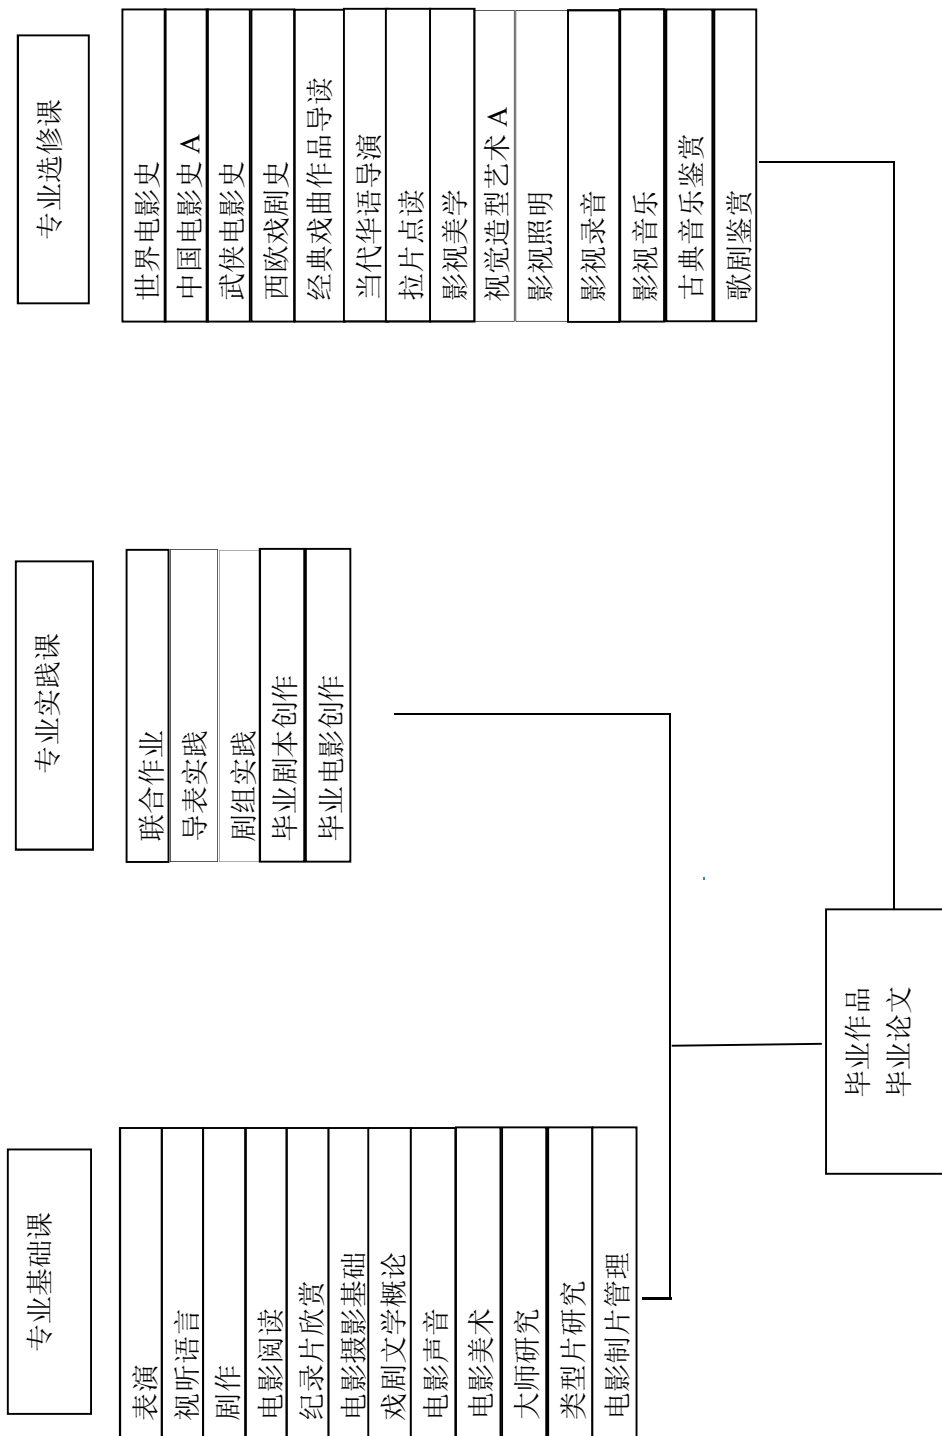 专业基础课
表演
视听语言
剧作
电影阅读
纪录片欣赏
电影摄影基础
戏剧文学概论
电影声音
电影美术
大师研究
类型片研究
电影制片管理
专业实践课
联合作业
导表实践
剧组实践
毕业剧本创作
毕业电影创作
专业选修课
世界电影史
中国电影史 A
武侠电影史
西欧戏剧史
经典戏曲作品导读
当代华语导演
拉片点读
影视美学
视觉造型艺术 A
影视照明
影视录音
影视音乐
古典音乐鉴赏
歌剧鉴赏
毕业作品
毕业论文